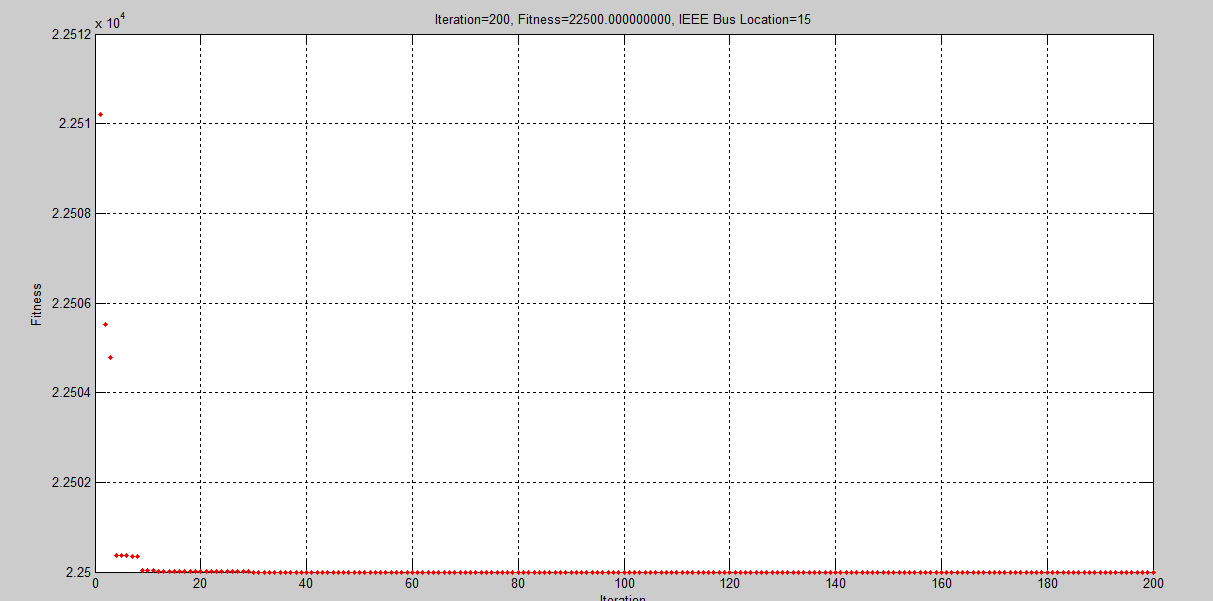 Iteration=200, Fitness=22500.000000000, IEEE Bus Location=15
x 10^4
2.2512
2.251
2.2508
2.2506
2.2504
2.2502
2.25
Fitness
0 20 40 60 80 100 120 140 160 180 200
Iteration